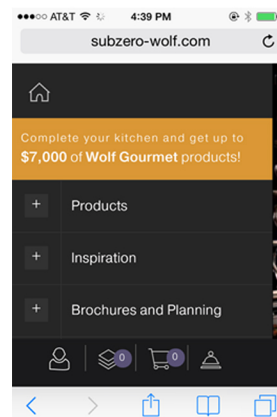 AT&T 4:39 PM
subzero-wolf.com
Complete your kitchen and get up to
$7,000 of Wolf Gourmet products!
+ Products
+ Inspiration
+ Brochures and Planning
0 0